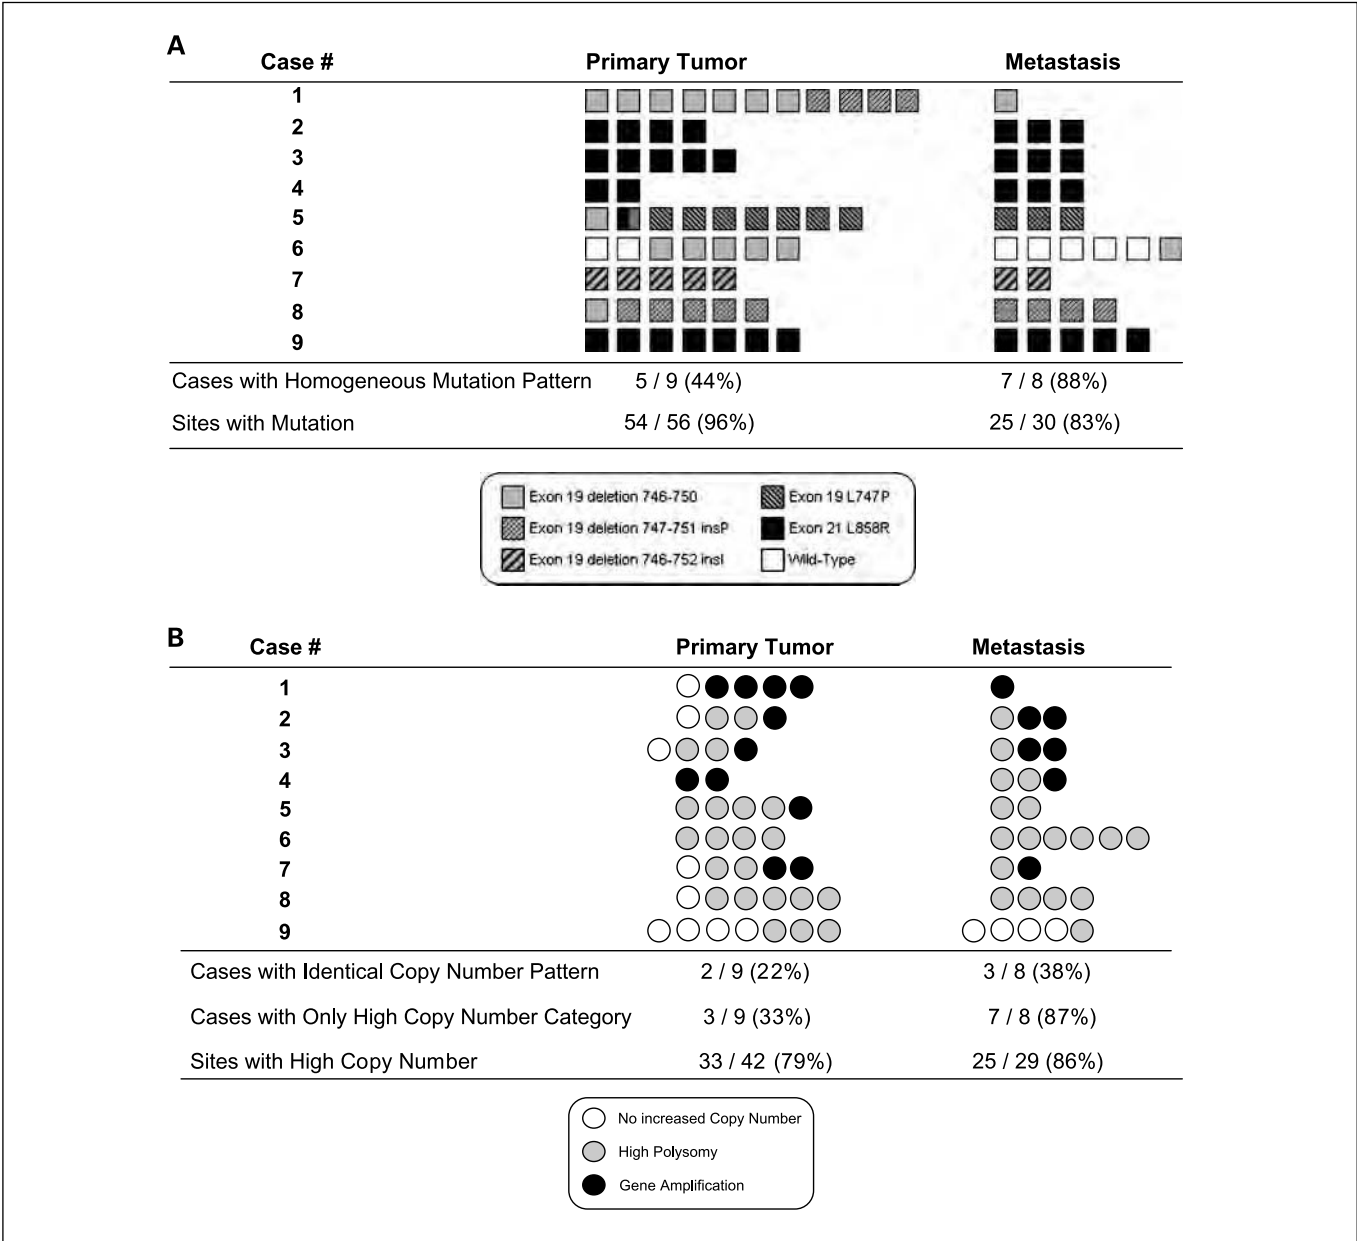 A
Case # Primary Tumor Metastasis
1
2
3
4
5
6
7
8
9
Cases with Homogeneous Mutation Pattern 5 / 9 (44%) 7 / 8 (88%)
Sites with Mutation 54 / 56 (96%) 25 / 30 (83%)
Exon 19 deletion 746-750 Exon 19 L747P
Exon 19 deletion 747-751 insP Exon 21 L858R
Exon 19 deletion 746-752 insI Wild-Type
B
Case # Primary Tumor Metastasis
1
2
3
4
5
6
7
8
9
Cases with Identical Copy Number Pattern 2 / 9 (22%) 3 / 8 (38%)
Cases with Only High Copy Number Category 3 / 9 (33%) 7 / 8 (87%)
Sites with High Copy Number 33 / 42 (79%) 25 / 29 (86%)
No increased Copy Number
High Polysomy
Gene Amplification